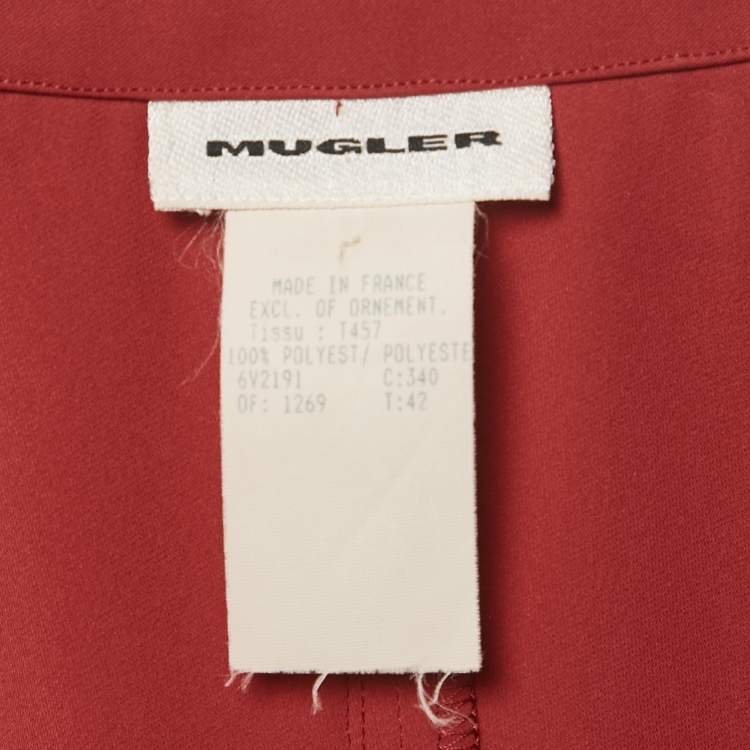 MUGLER
MADE IN FRANCE
EXCL. OF ORNEMENT.
Tissu : T457
100% POLYEST/ POLYESTE
6V2191 C:340
OF: 1269 T:42